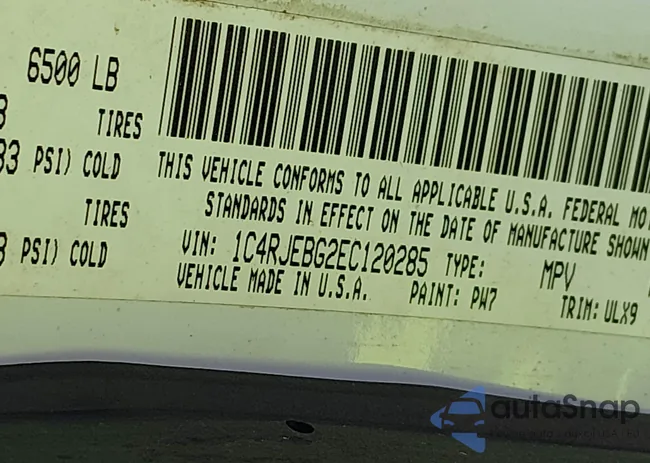 6500 LB
TIRES
33 PSI) COLD
TIRES
PSI) COLD
THIS VEHICLE CONFORMS TO ALL APPLICABLE U.S.A. FEDERAL MOT
STANDARDS IN EFFECT ON THE DATE OF MANUFACTURE SHOWN
VIN: 1C4RJEBG2EC120285 TYPE: MPV
VEHICLE MADE IN U.S.A. PAINT: PW7 TRIM: ULX9
autoSnap